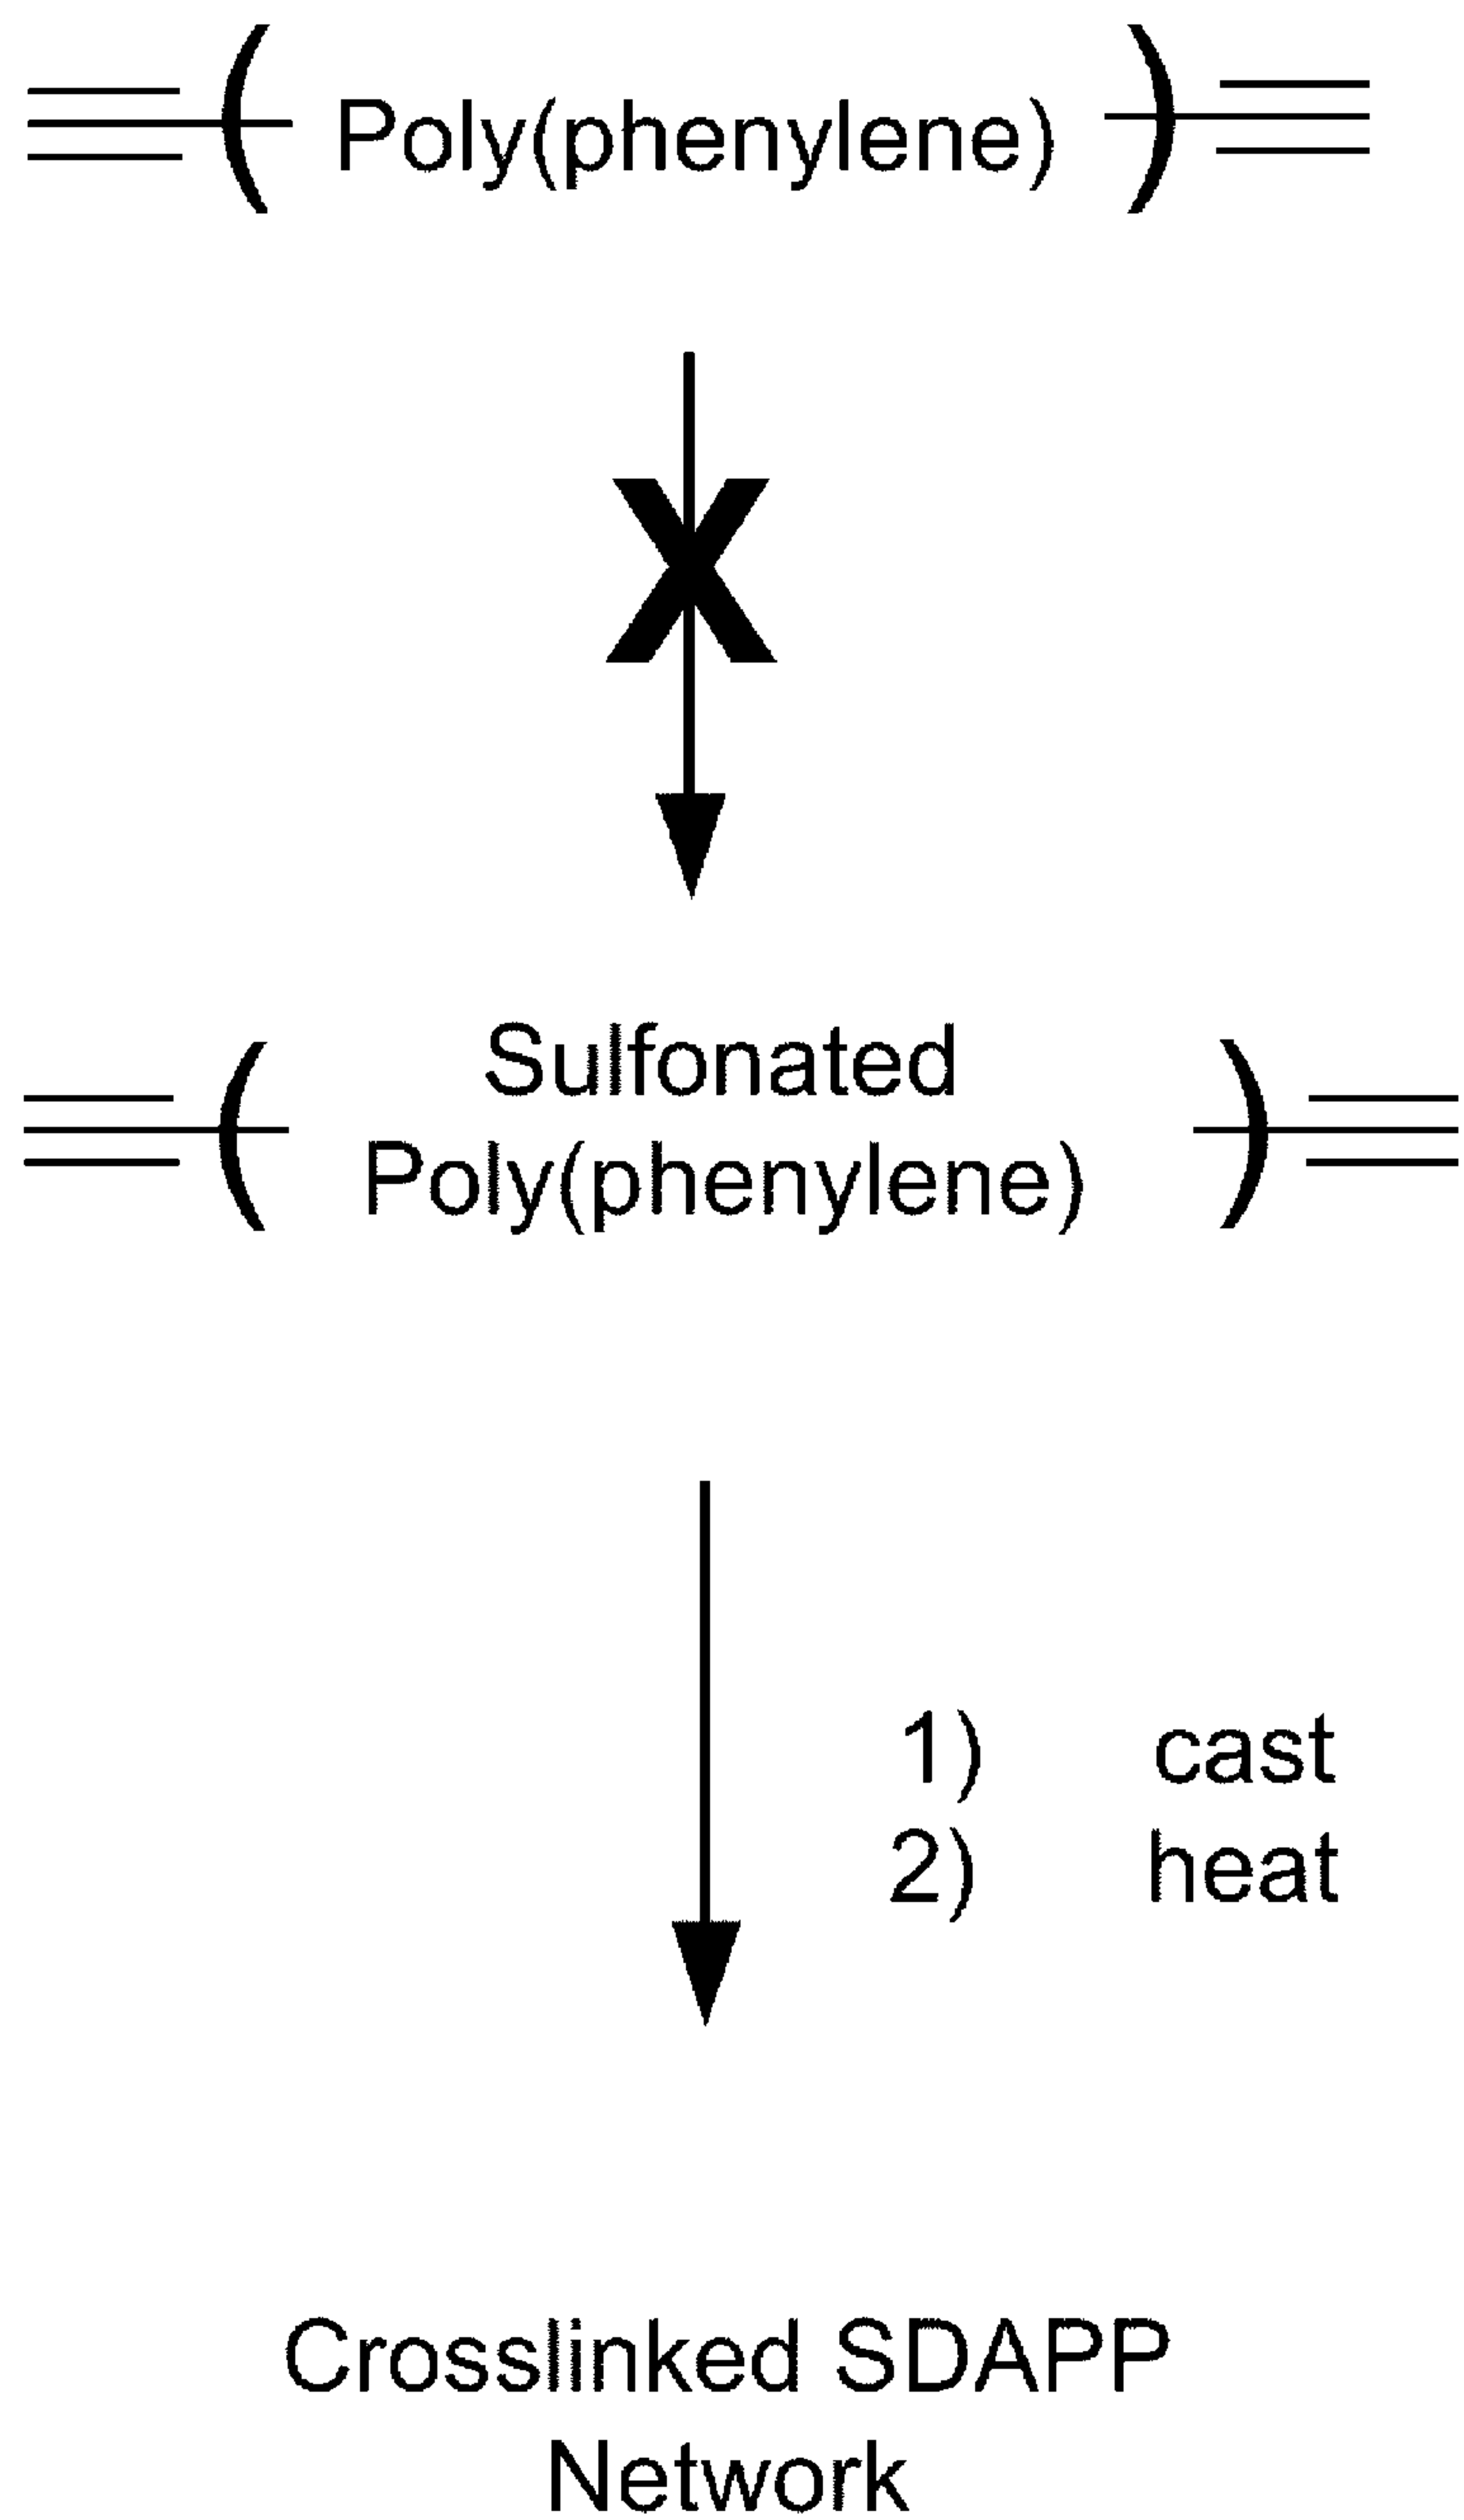 Poly(phenylene)
X
Sulfonated
Poly(phenylene)
1) cast
2) heat
Crosslinked SDAPP
Network